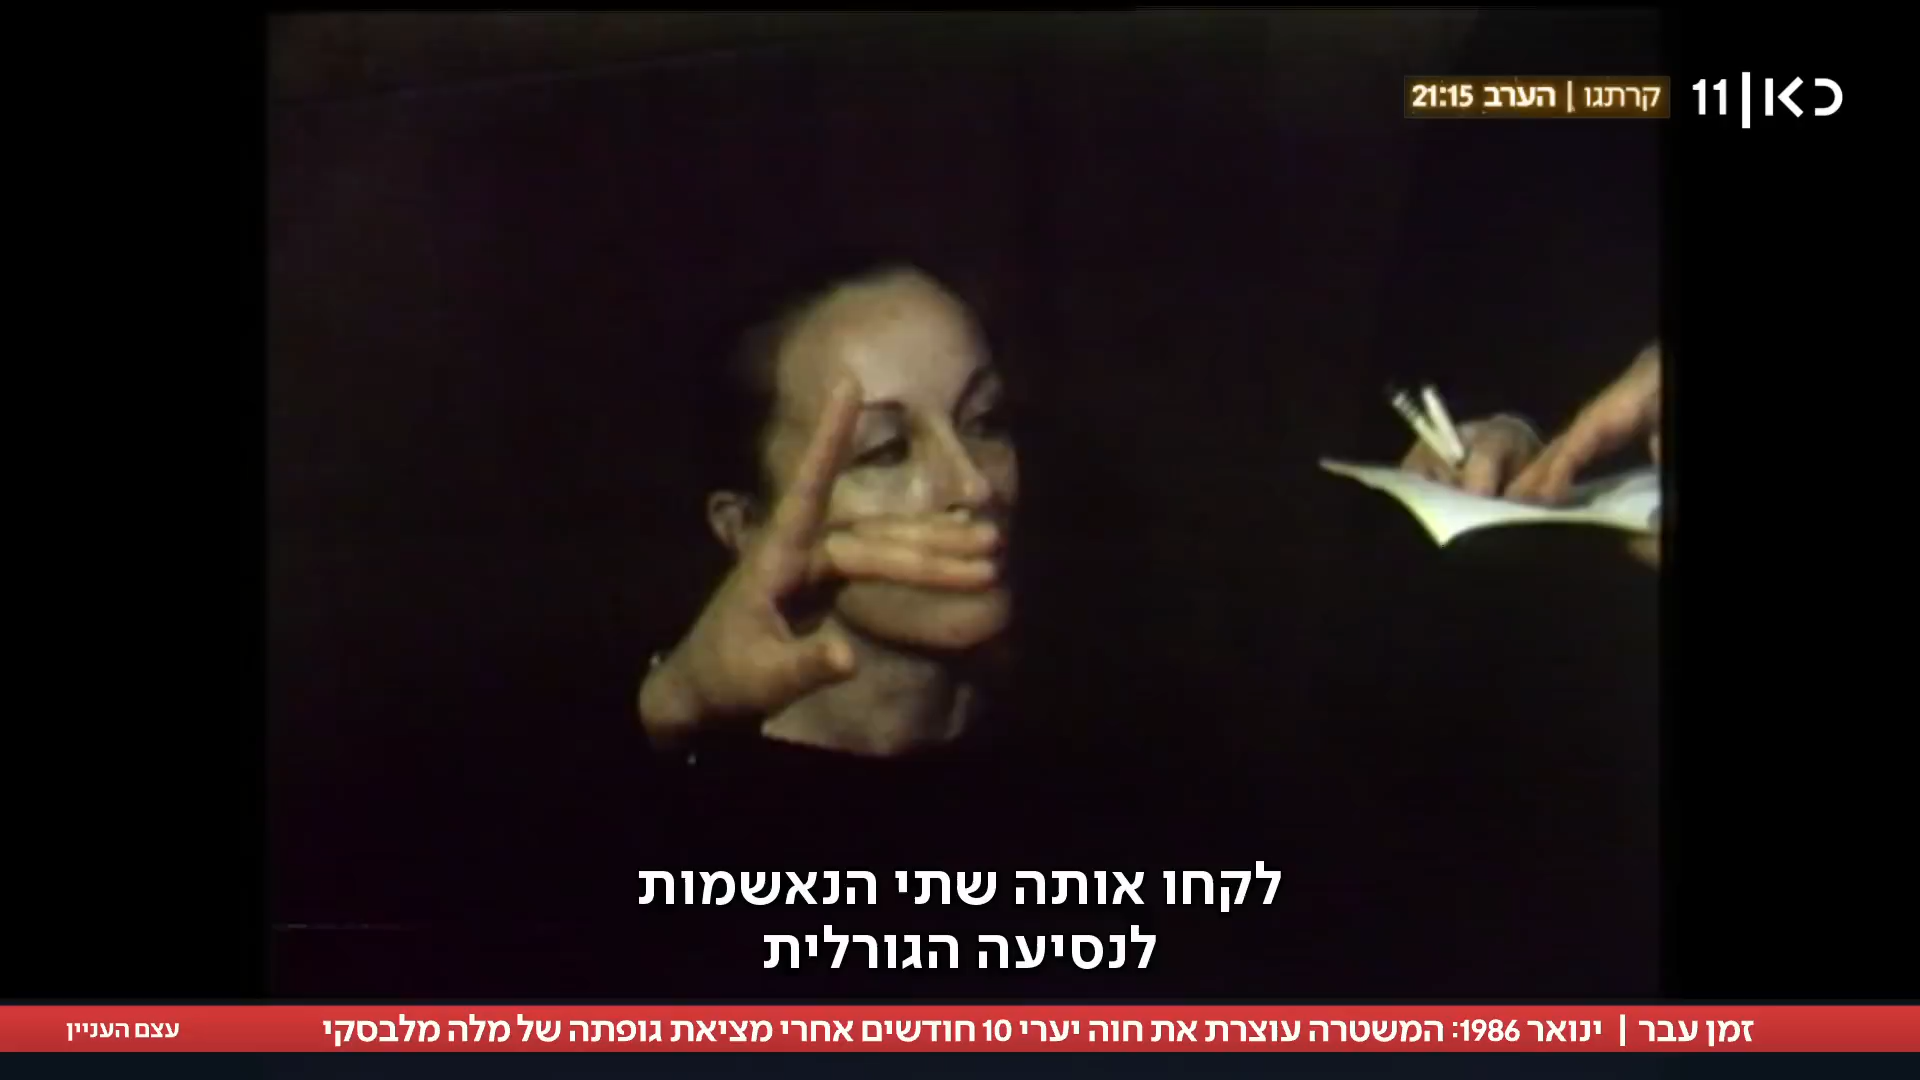 קרתגו | הערב 21:15
כאן | 11
לקחו אותה שתי הנאשמות
לנסיעה הגורלית
זמן עבר | ינואר 1986: המשטרה עוצרת את חוה יערי 10 חודשים אחרי מציאת גופתה של מלה מלבסקי
עצם העניין